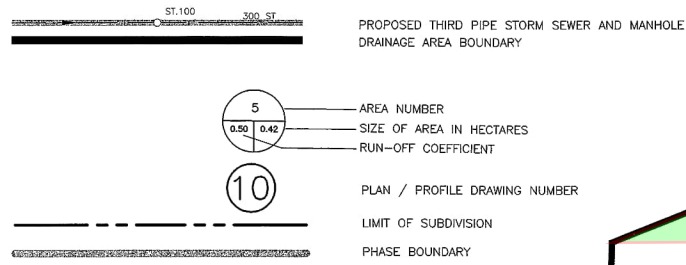 ST.100
300 ST
PROPOSED THIRD PIPE STORM SEWER AND MANHOLE
DRAINAGE AREA BOUNDARY
5
AREA NUMBER
0.50 0.42
SIZE OF AREA IN HECTARES
RUN-OFF COEFFICIENT
10
PLAN / PROFILE DRAWING NUMBER
LIMIT OF SUBDIVISION
PHASE BOUNDARY